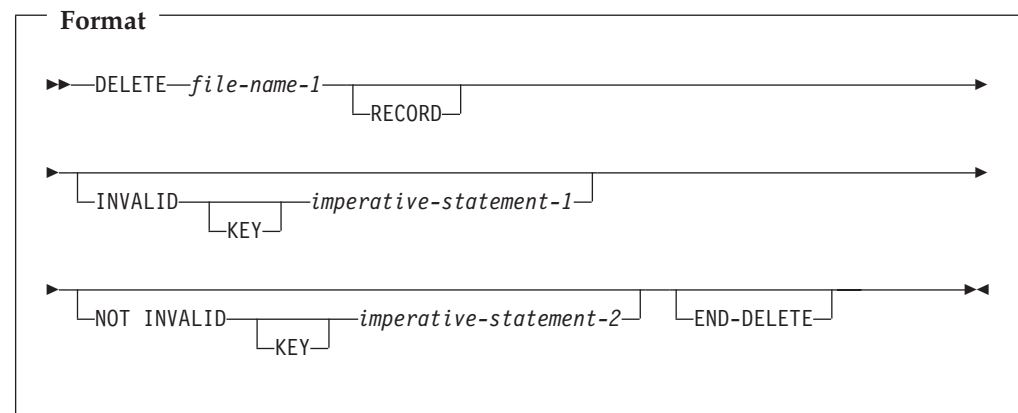 Format
DELETE file-name-1
RECORD
INVALID imperative-statement-1
KEY
NOT INVALID imperative-statement-2 END-DELETE
KEY